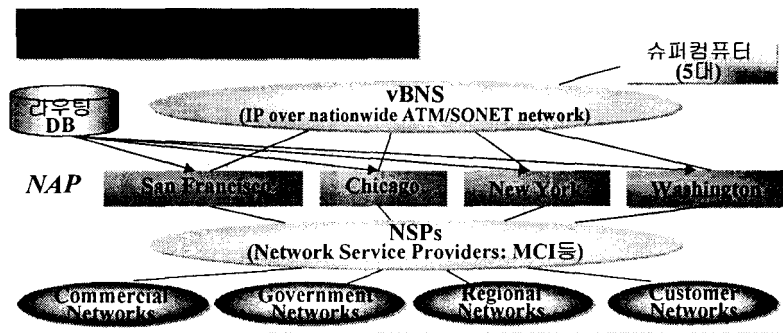 슈퍼컴퓨터
(5대)
vBNS
(IP over nationwide ATM/SONET network)
라우팅
DB
NAP
San Francisco
Chicago
New York
Washington
NSPs
(Network Service Providers: MCI등)
Commercial
Networks
Government
Networks
Regional
Networks
Customer
Networks